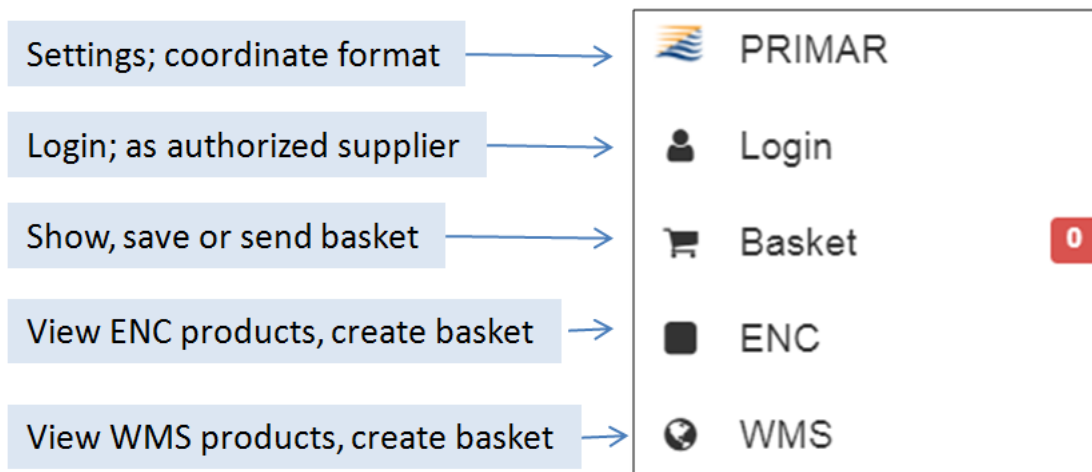 Settings; coordinate format
PRIMAR
Login; as authorized supplier
Login
Show, save or send basket
Basket
0
View ENC products, create basket
ENC
View WMS products, create basket
WMS